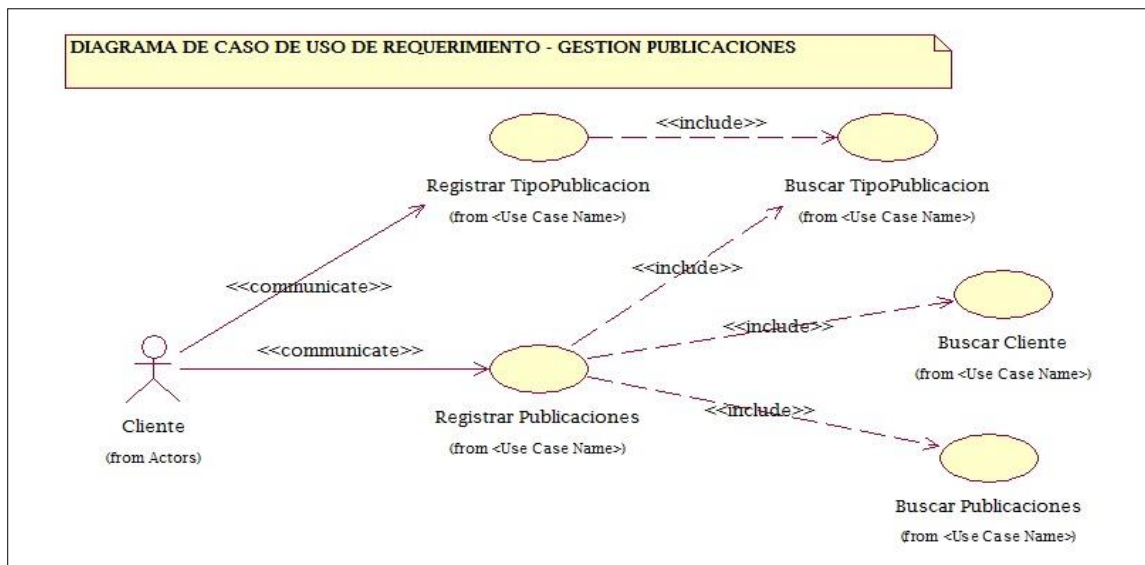 DIAGRAMA DE CASO DE USO DE REQUERIMIENTO - GESTION PUBLICACIONES
<<include>>
Registrar TipoPublicacion
(from <Use Case Name>)
Buscar TipoPublicacion
(from <Use Case Name>)
<<communicate>>
<<include>>
<<communicate>>
<<include>>
Buscar Cliente
(from <Use Case Name>)
Cliente
(from Actors)
Registrar Publicaciones
(from <Use Case Name>)
<<include>>
Buscar Publicaciones
(from <Use Case Name>)